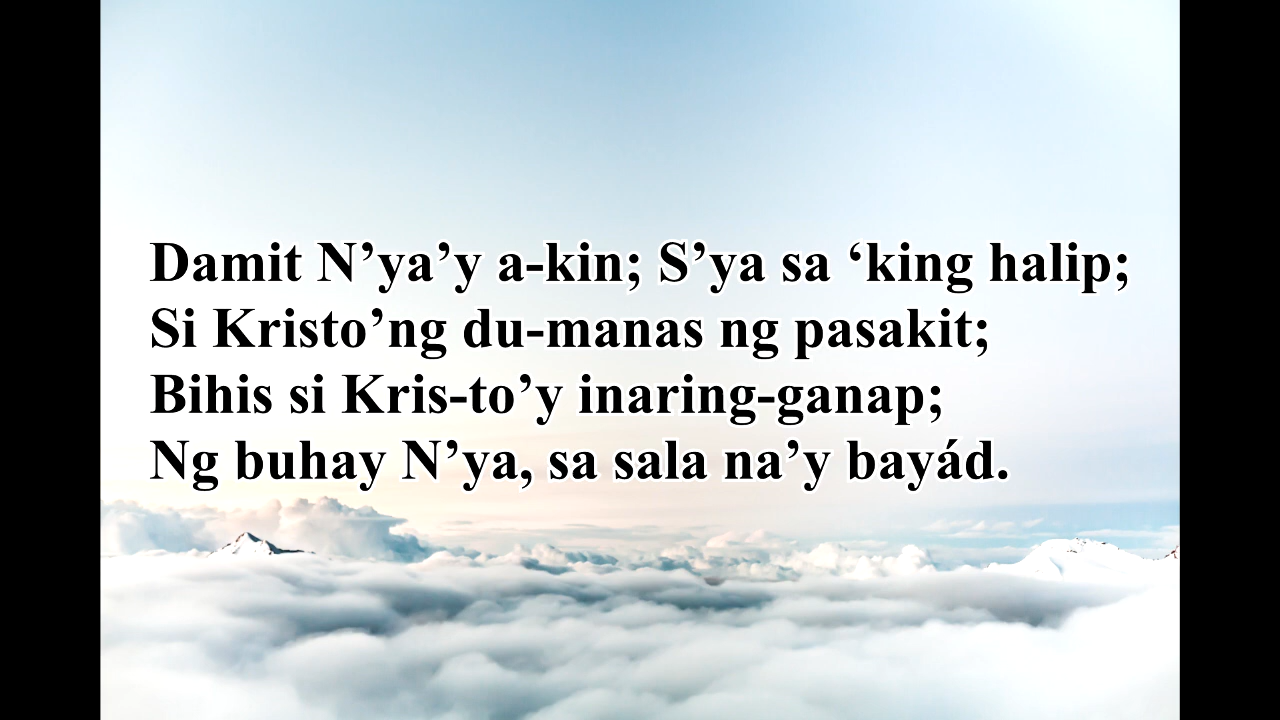 Damit N’ya’y a-kin; S’ya sa ‘king halip;
Si Kristo’ng du-manas ng pasakit;
Bihis si Kris-to’y inaring-ganap;
Ng buhay N’ya, sa sala na’y bayád.